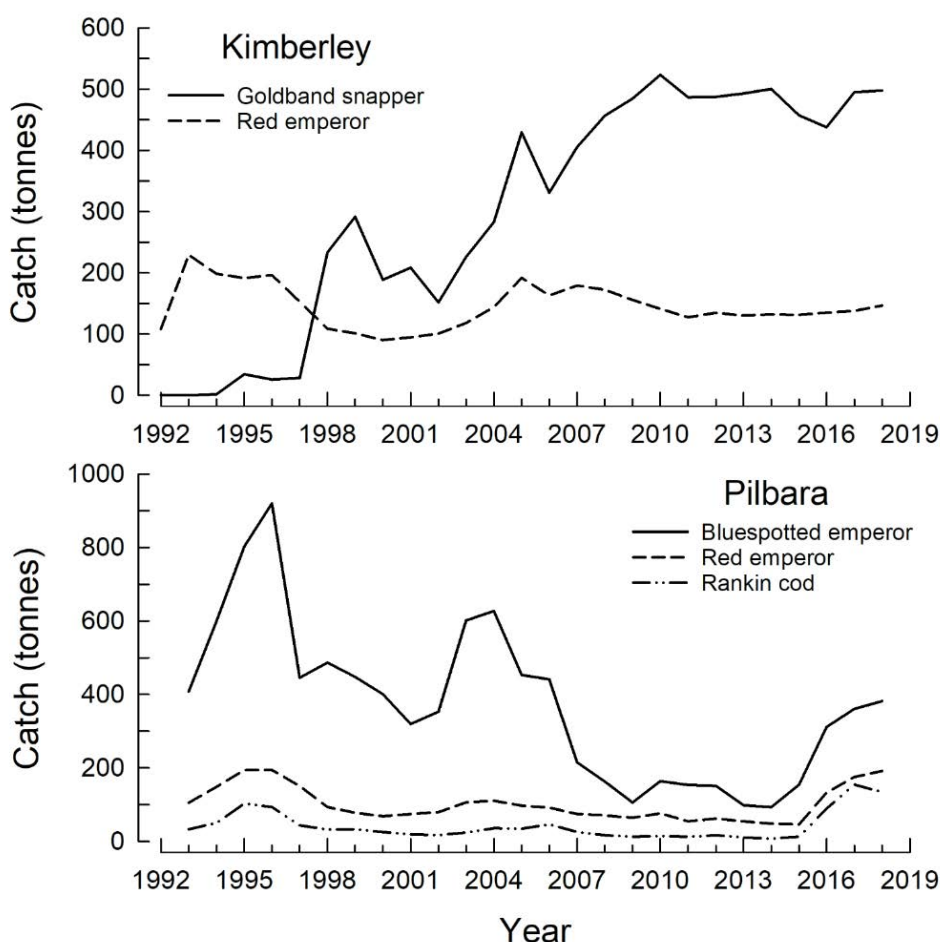 Kimberley
Goldband snapper
Red emperor
Catch (tonnes)
600
500
400
300
200
100
0
1992 1995 1998 2001 2004 2007 2010 2013 2016 2019
Pilbara
Bluespotted emperor
Red emperor
Rankin cod
Catch (tonnes)
1000
800
600
400
200
0
1992 1995 1998 2001 2004 2007 2010 2013 2016 2019
Year